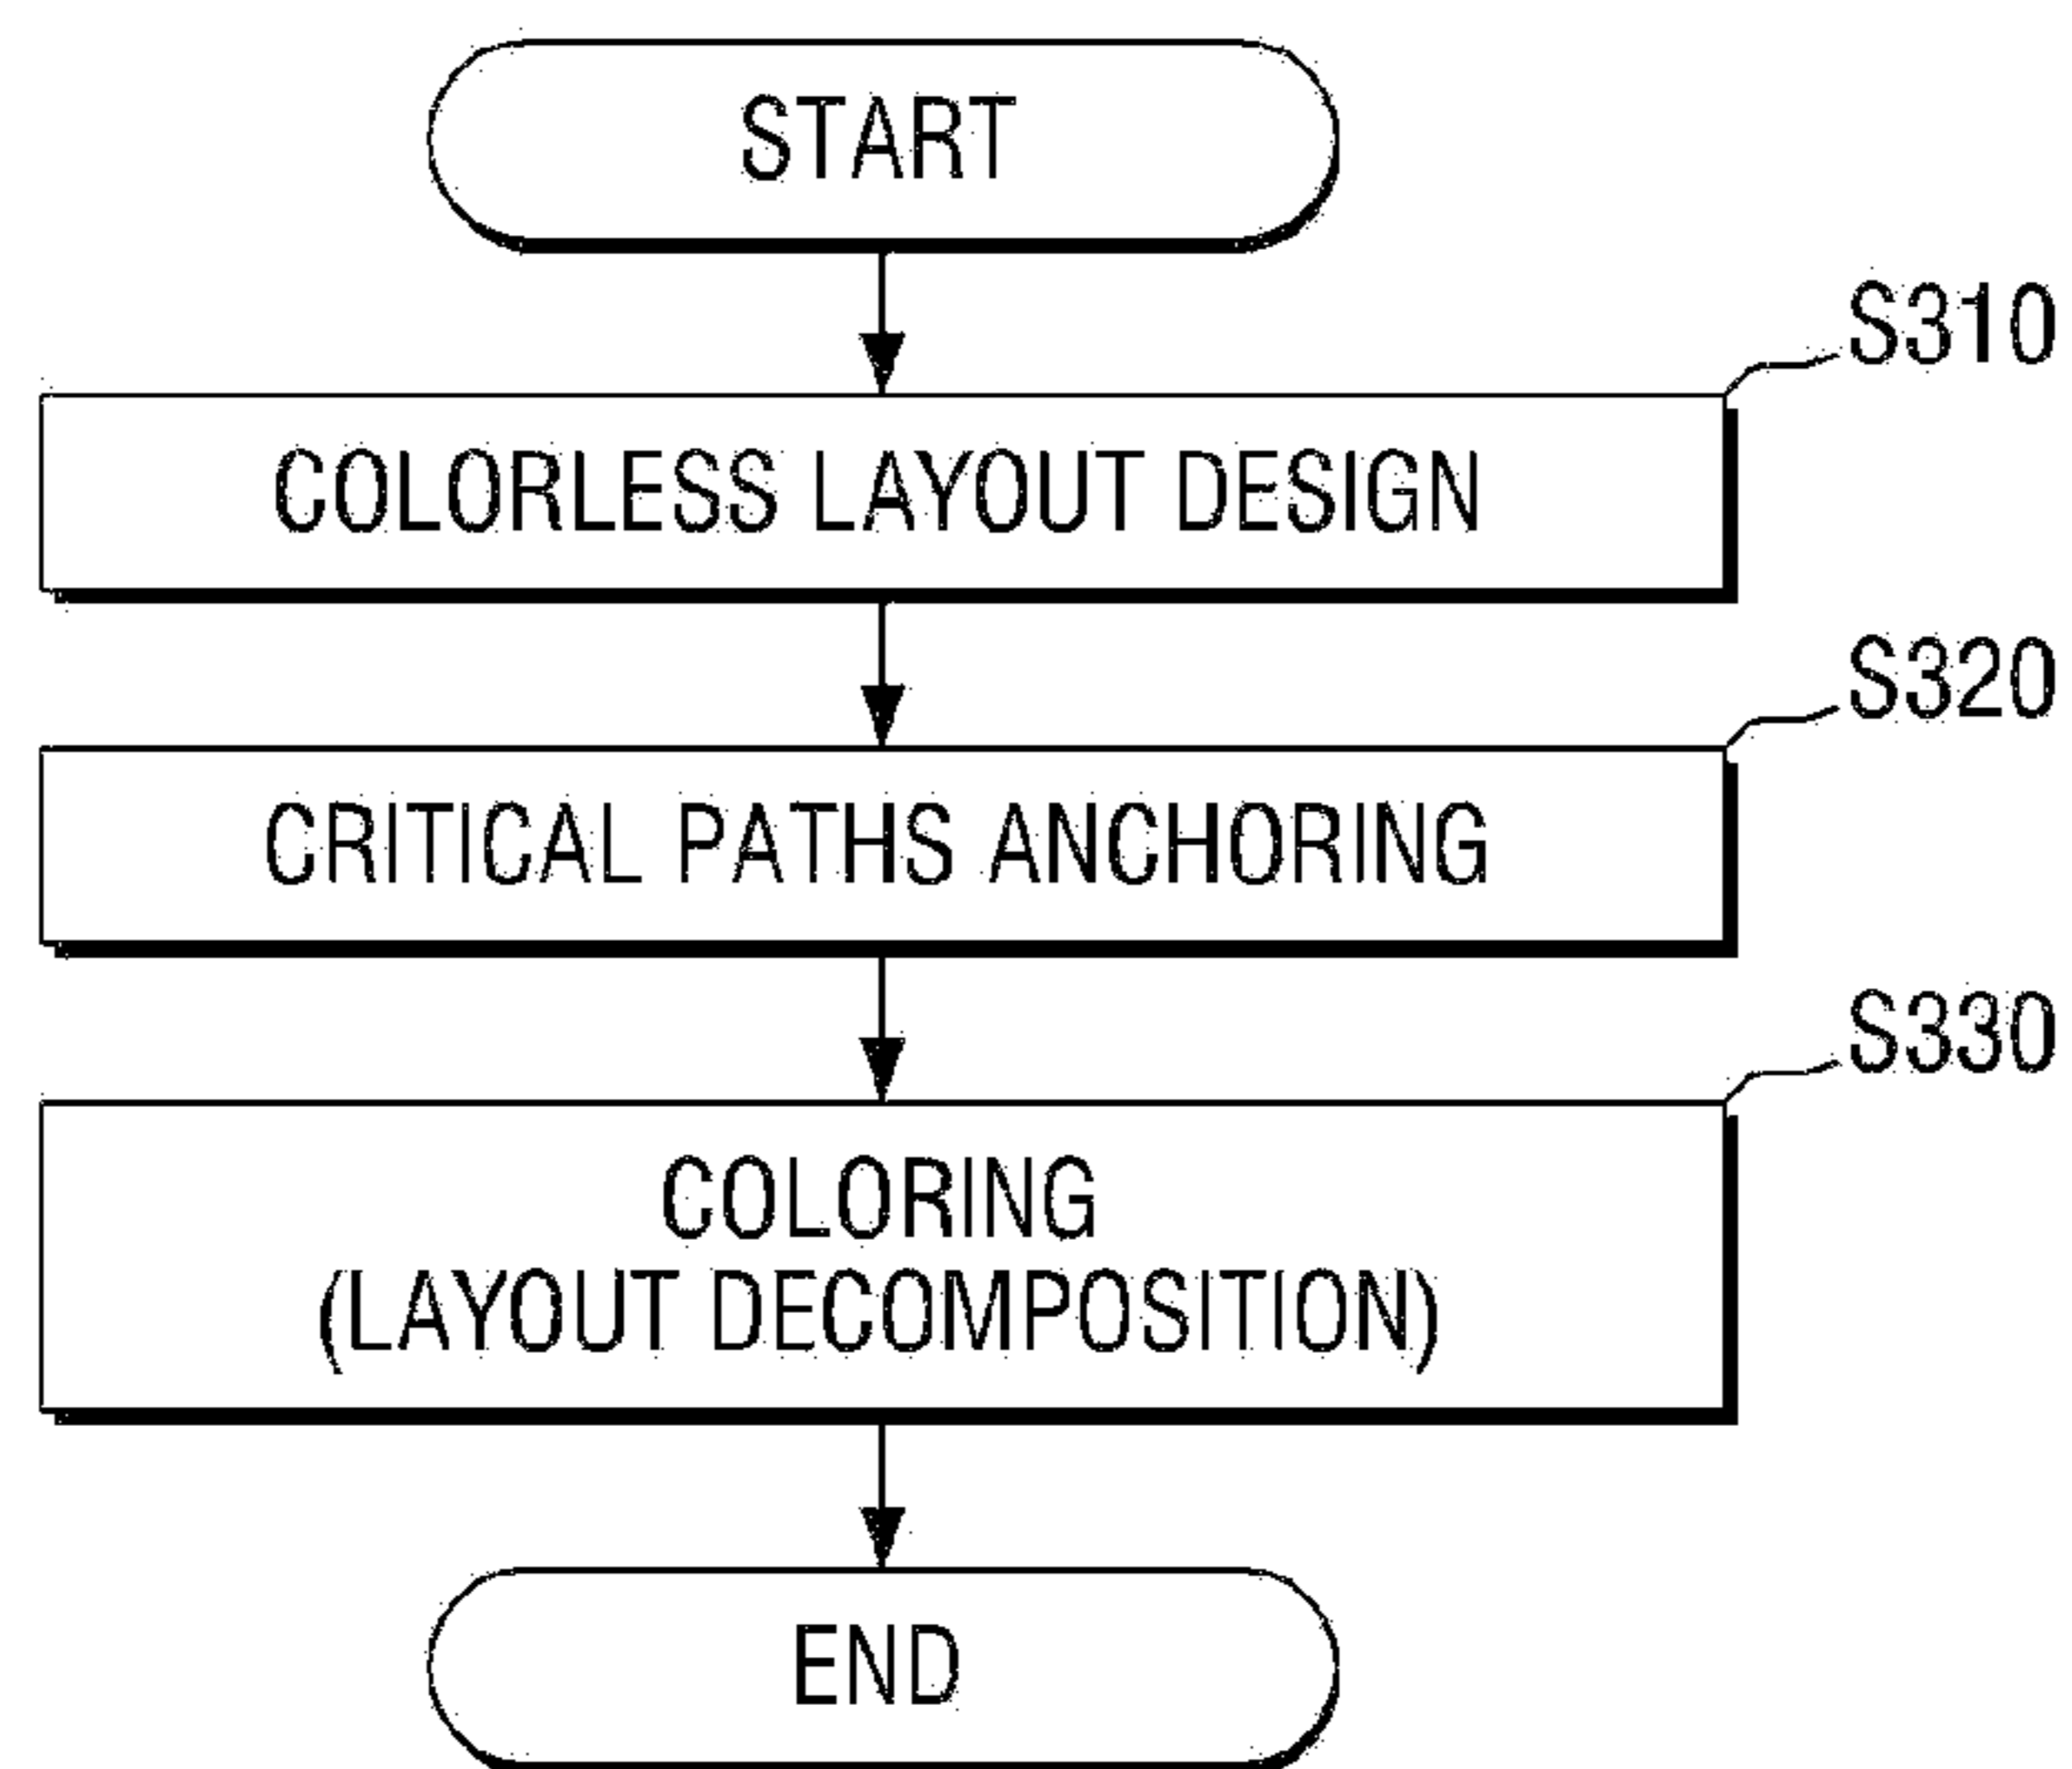 START
S310
COLORLESS LAYOUT DESIGN
S320
CRITICAL PATHS ANCHORING
S330
COLORING
(LAYOUT DECOMPOSITION)
END